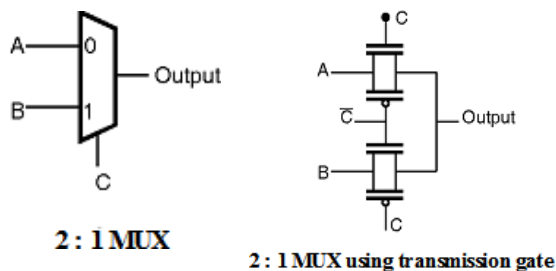 A
0
Output
B
1
C
2 : 1 MUX
C
A
C̅
Output
B
C
2 : 1 MUX using transmission gate